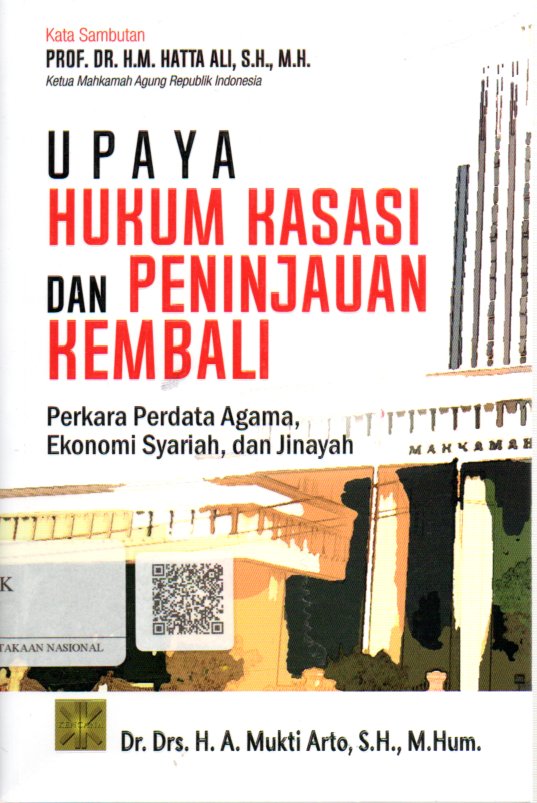 Kata Sambutan
PROF. DR. H.M. HATTA ALI, S.H., M.H.
Ketua Mahkamah Agung Republik Indonesia
UPAYA
HUKUM KASASI
DAN PENINJAUAN
KEMBALI
Perkara Perdata Agama,
Ekonomi Syariah, dan Jinayah
MAHKAMAH
K
TAKAAN NASIONAL
KENCANA
Dr. Drs. H. A. Mukti Arto, S.H., M.Hum.